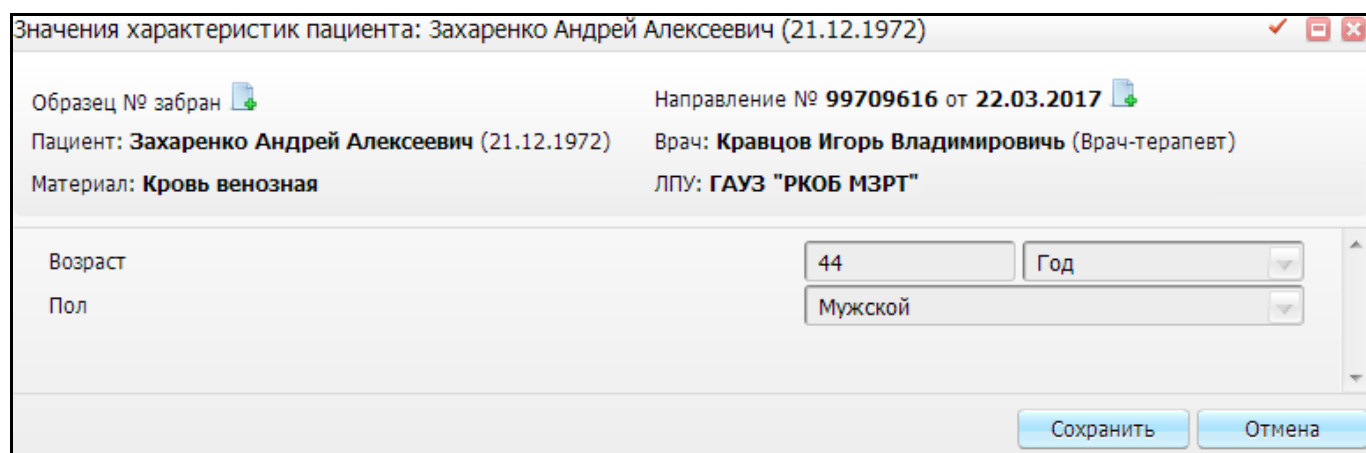 Значения характеристик пациента: Захаренко Андрей Алексеевич (21.12.1972)
Образец № забран Направление № 99709616 от 22.03.2017
Пациент: Захаренко Андрей Алексеевич (21.12.1972) Врач: Кравцов Игорь Владимировичь (Врач-терапевт)
Материал: Кровь венозная ЛПУ: ГАУЗ "РКОБ МЗРТ"
Возраст 44 Год
Пол Мужской
Сохранить Отмена